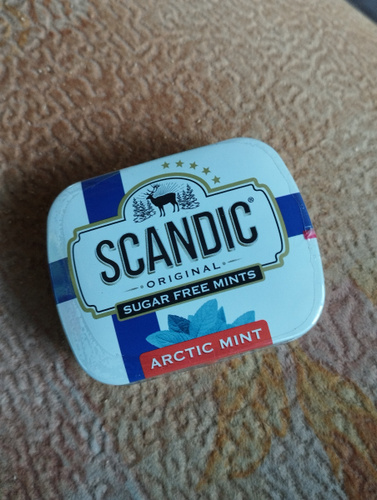 SCANDIC®
ORIGINAL
SUGAR FREE MINTS
ARCTIC MINT